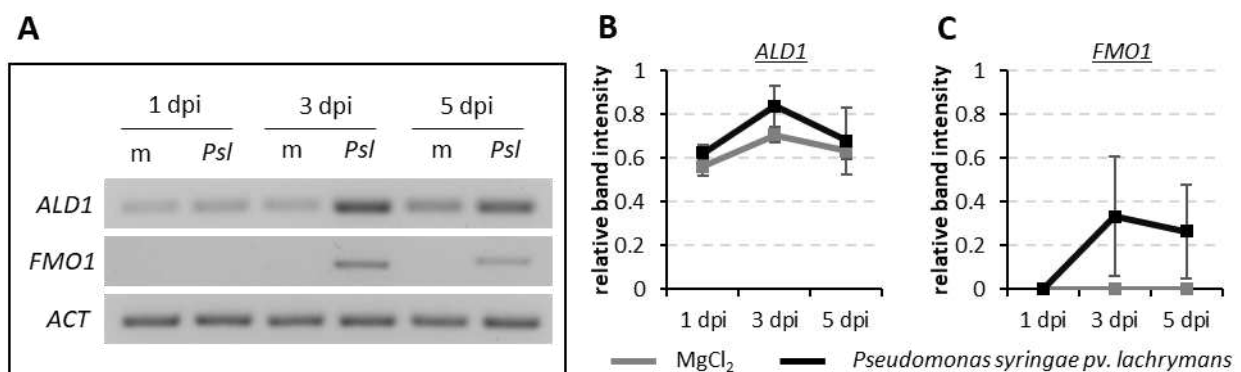 A
1 dpi 3 dpi 5 dpi
m Psl m Psl m Psl
ALD1
FMO1
ACT
B
ALD1
relative band intensity
1
0.8
0.6
0.4
0.2
0
1 dpi 3 dpi 5 dpi
C
FMO1
relative band intensity
1
0.8
0.6
0.4
0.2
0
1 dpi 3 dpi 5 dpi
MgCl₂ Pseudomonas syringae pv. lachrymans